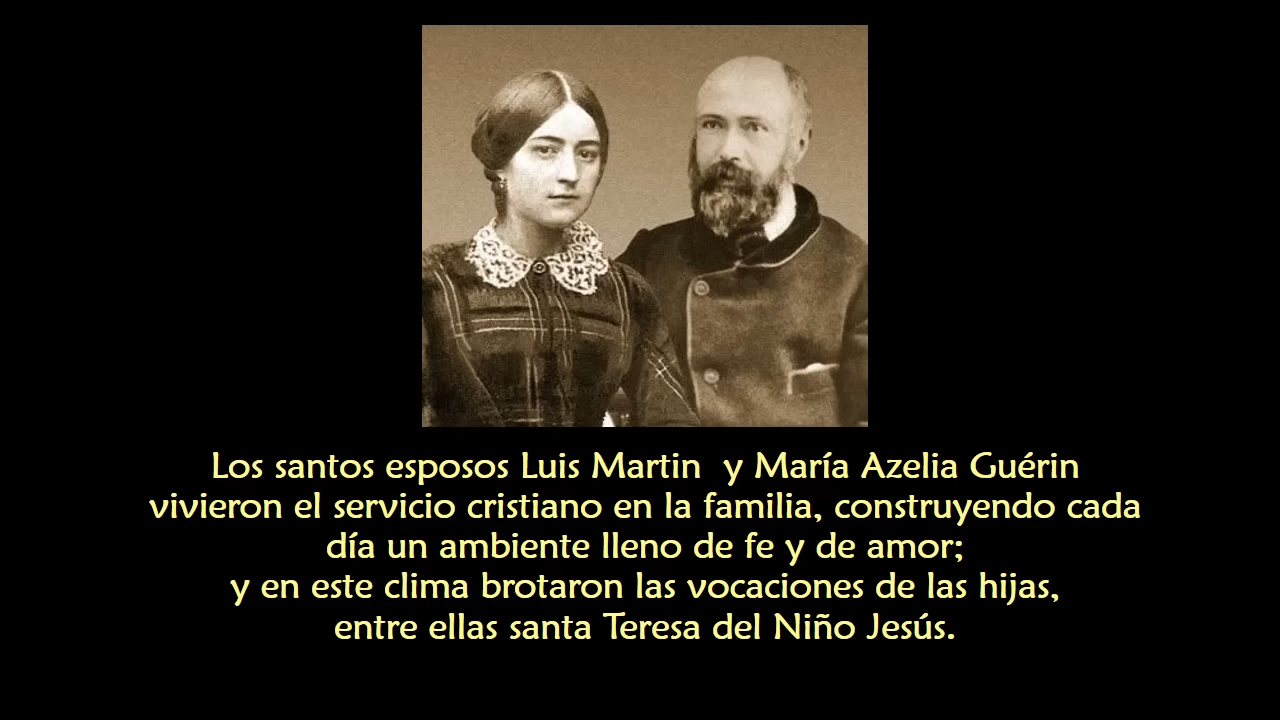 Los santos esposos Luis Martin  y María Azelia Guérin
vivieron el servicio cristiano en la familia, construyendo cada
día un ambiente lleno de fe y de amor;
y en este clima brotaron las vocaciones de las hijas,
entre ellas santa Teresa del Niño Jesús.